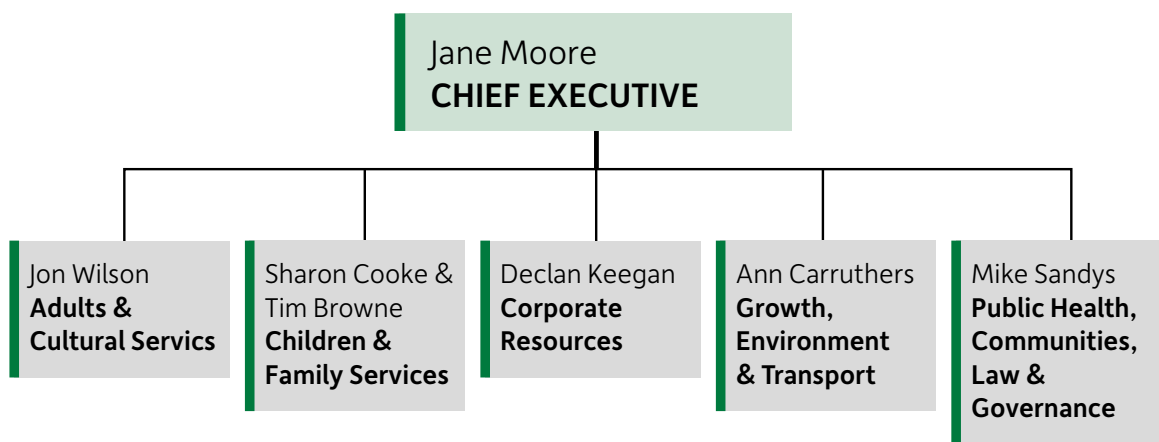 Jane Moore
CHIEF EXECUTIVE
Jon Wilson
Adults &
Cultural Servics
Sharon Cooke &
Tim Browne
Children &
Family Services
Declan Keegan
Corporate
Resources
Ann Carruthers
Growth,
Environment
& Transport
Mike Sandys
Public Health,
Communities,
Law &
Governance